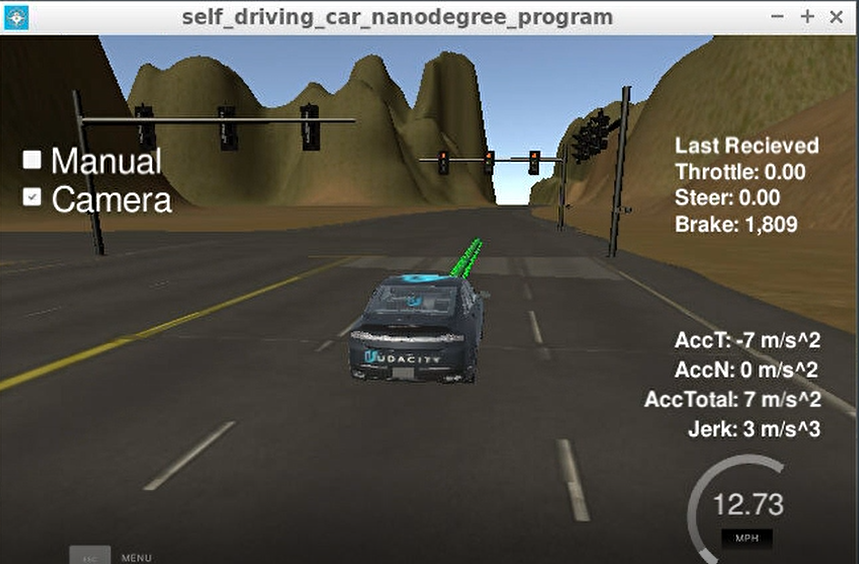 self_driving_car_nanodegree_program
Manual
Camera
Last Recieved
Throttle: 0.00
Steer: 0.00
Brake: 1,809
UDACITY
AccT: -7 m/s^2
AccN: 0 m/s^2
AccTotal: 7 m/s^2
Jerk: 3 m/s^3
12.73
MPH
MENU